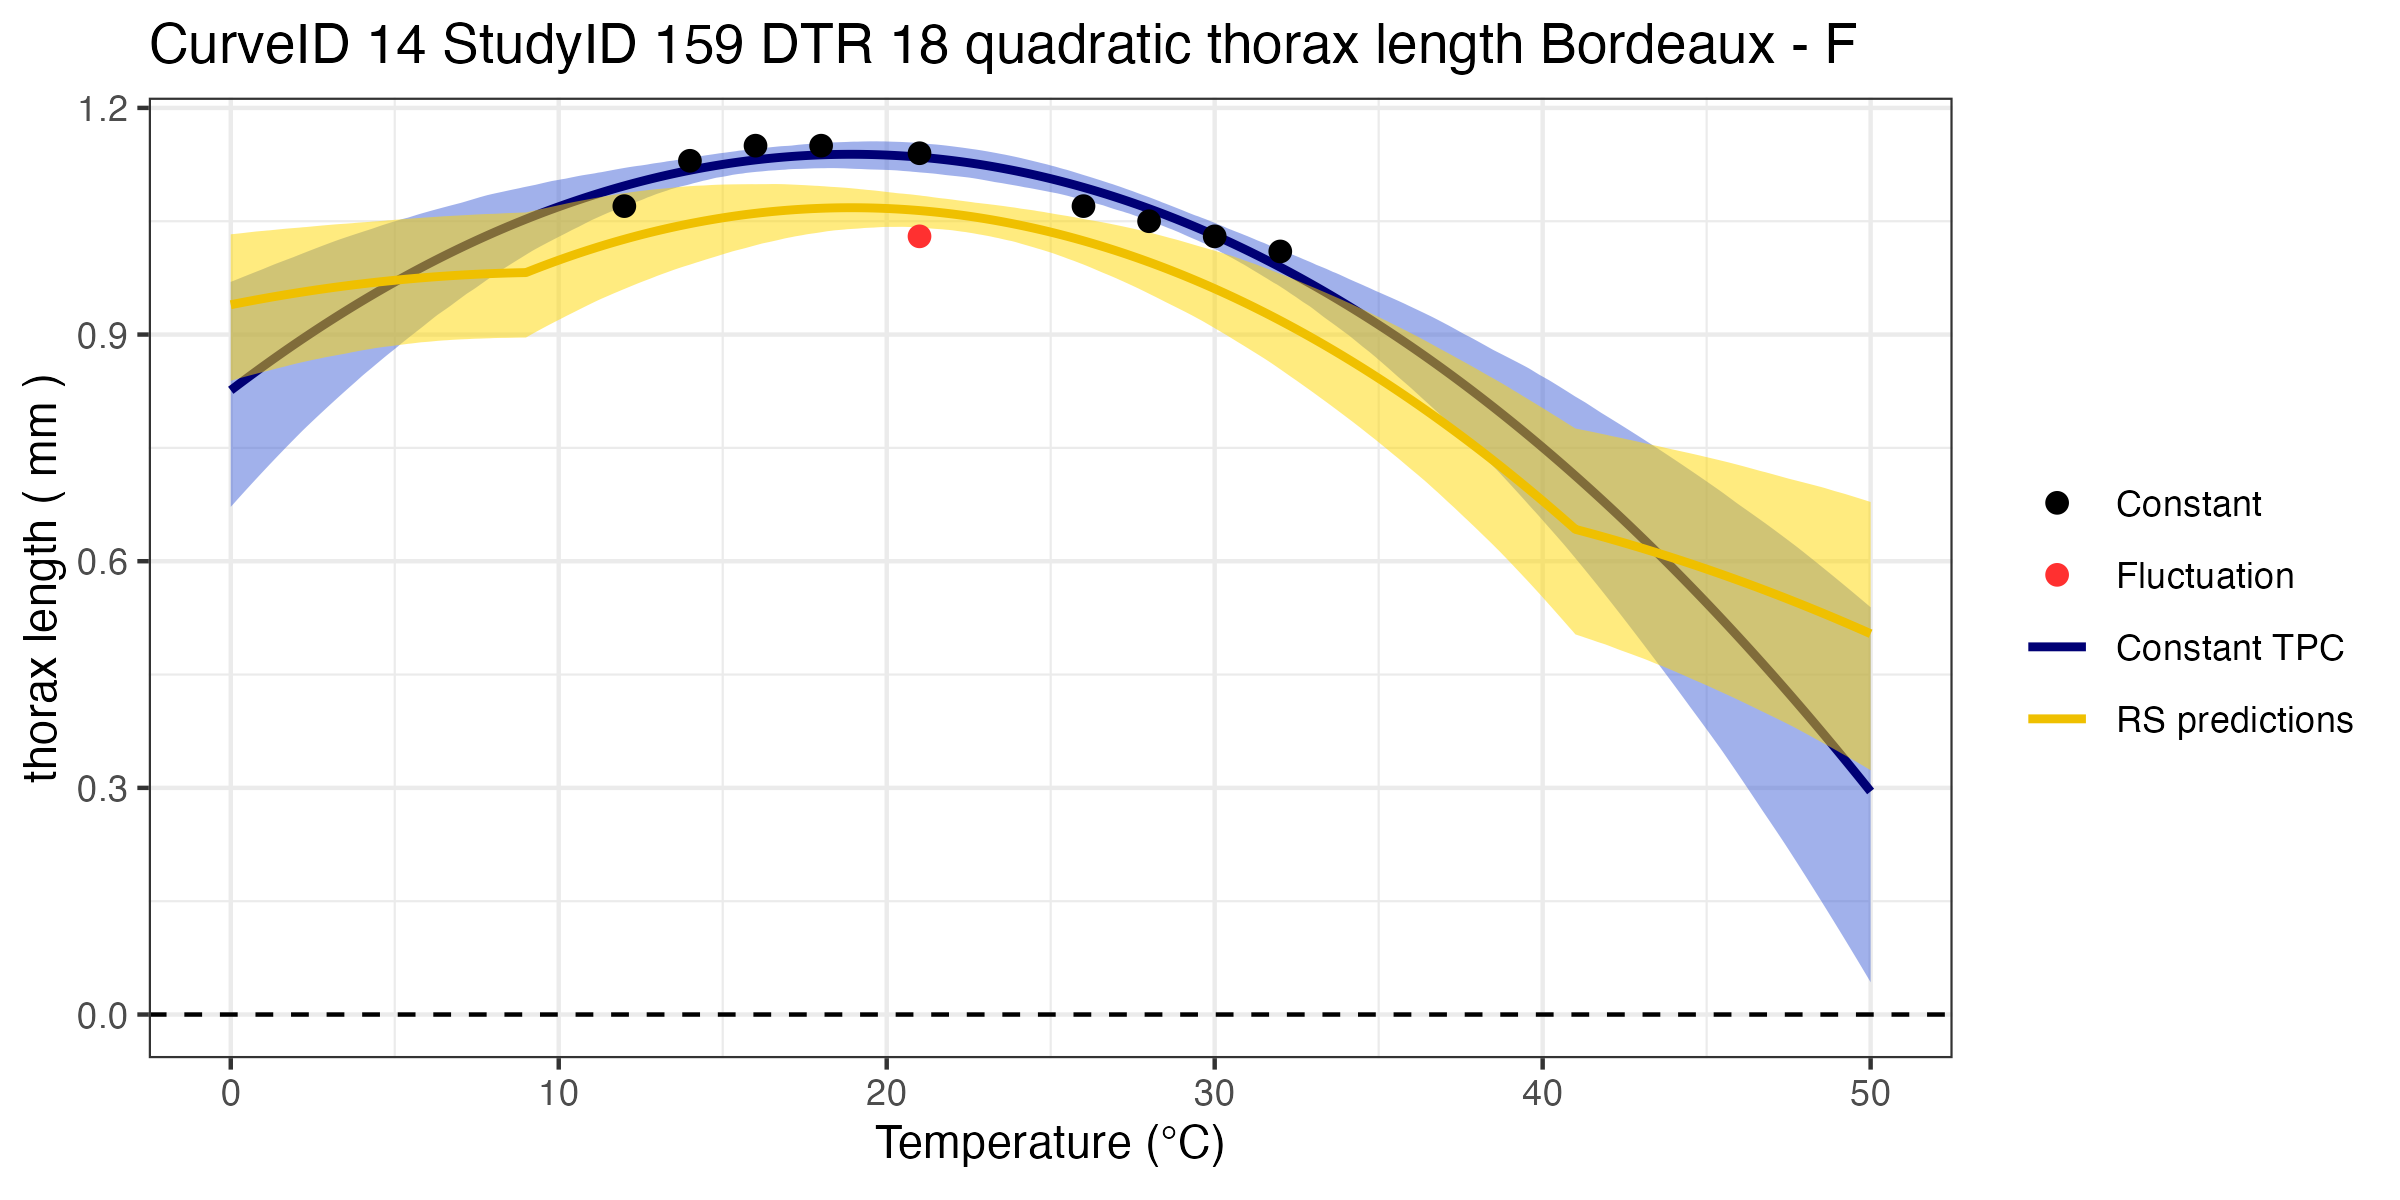 CurveID 14 StudyID 159 DTR 18 quadratic thorax length Bordeaux - F
thorax length ( mm )
1.2
0.9
0.6
0.3
0.0
0
10
20
30
40
50
Temperature (°C)
Constant
Fluctuation
Constant TPC
RS predictions